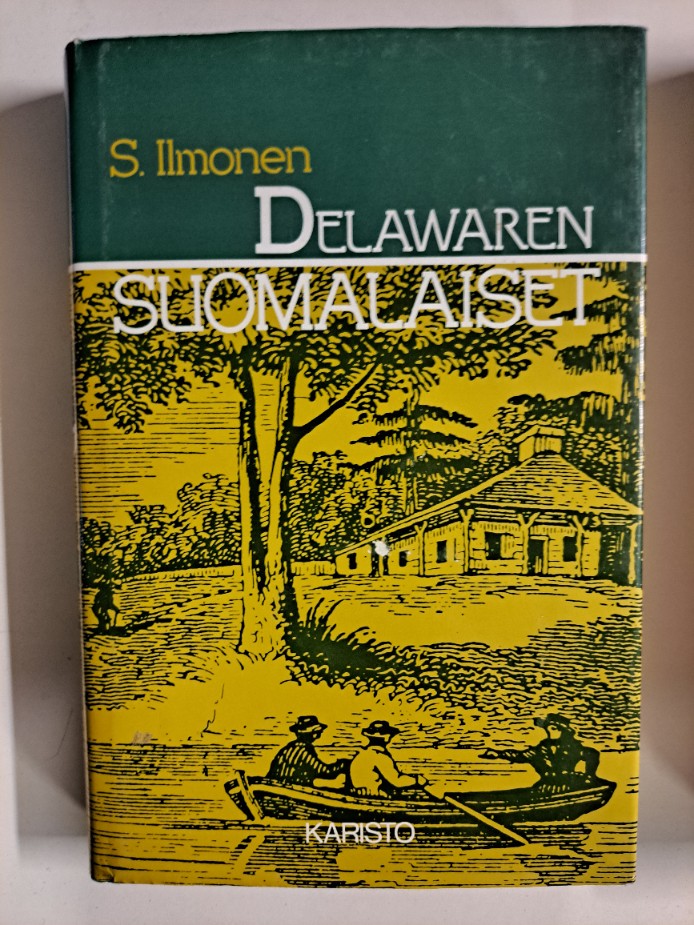 S. Ilmonen
DELAWAREN
SUOMALAISET
KARISTO